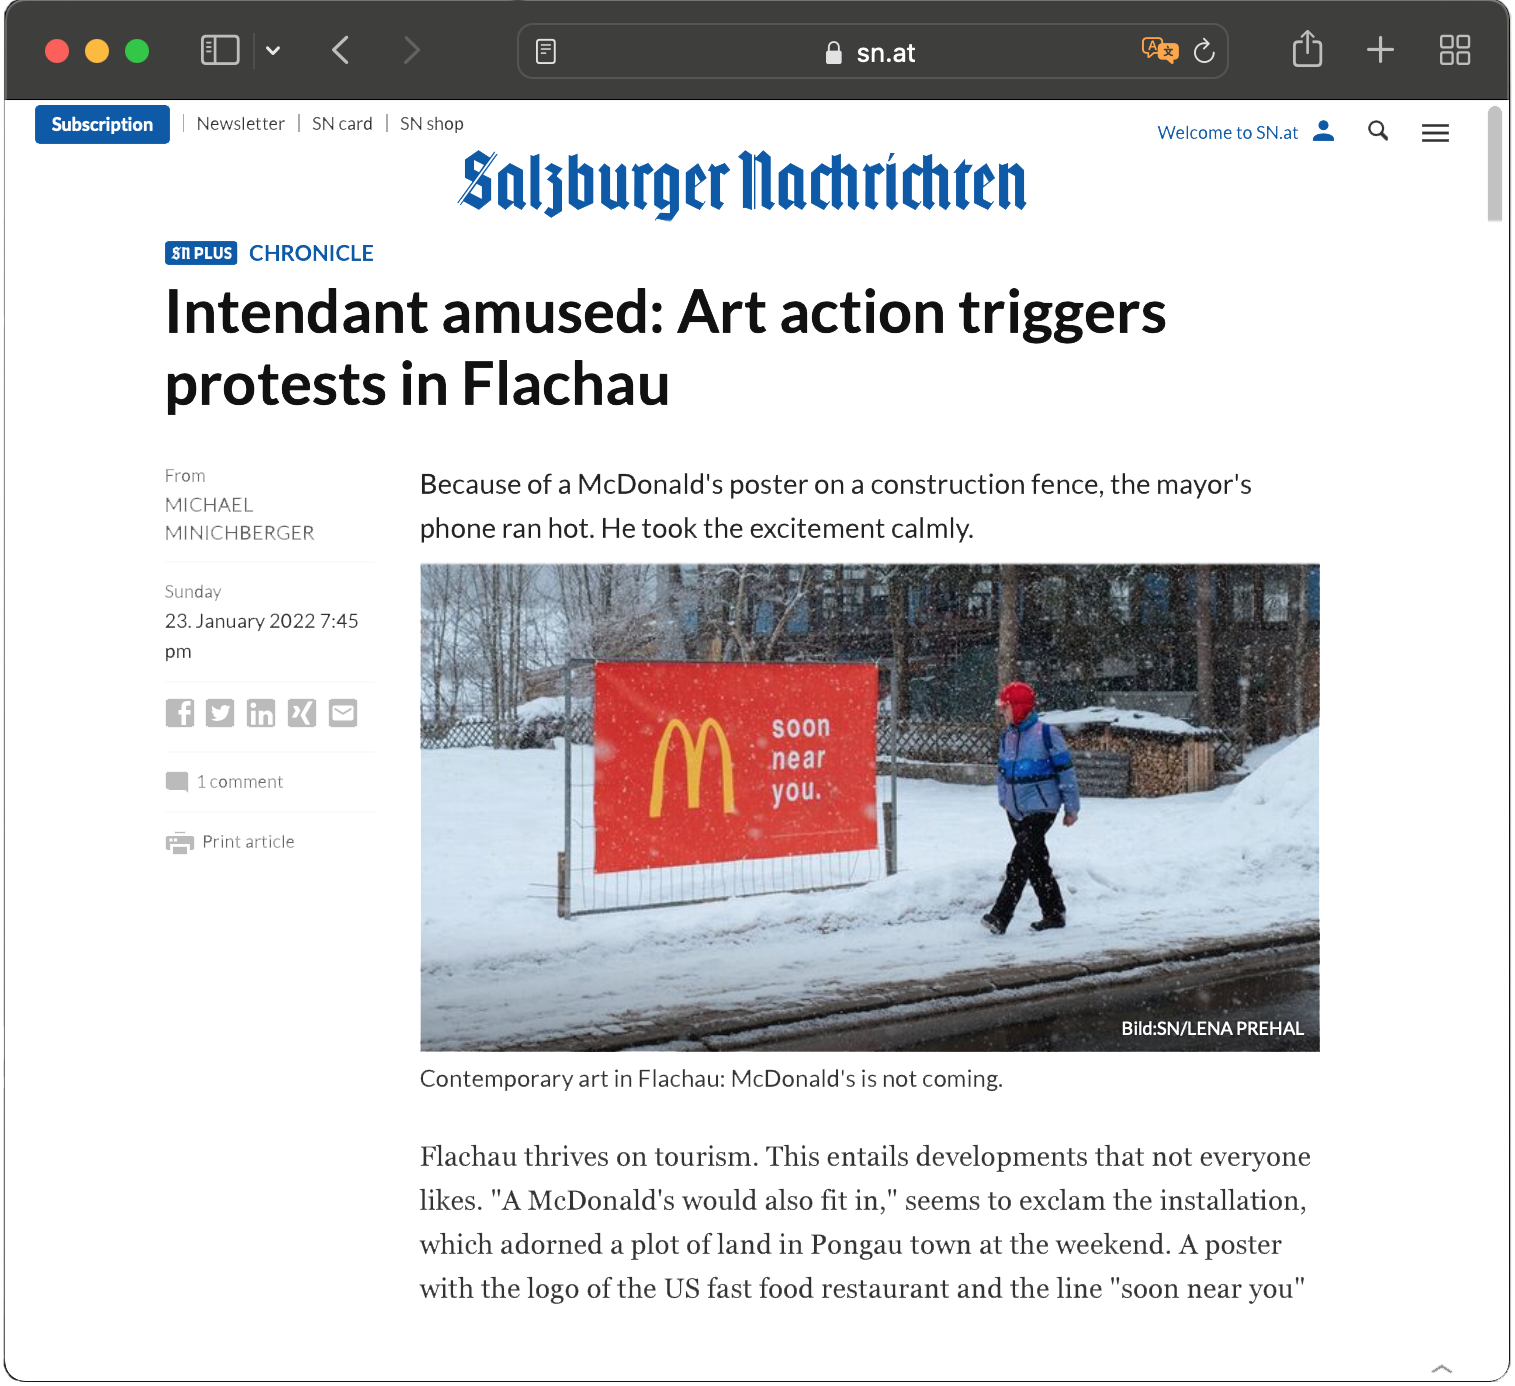 sn.at
Subscription
Newsletter
SN card
SN shop
Welcome to SN.at
Salzburger Nachrichten
SN PLUS CHRONICLE
Intendant amused: Art action triggers
protests in Flachau
From
MICHAEL
MINICHBERGER
Sunday
23. January 2022 7:45
pm
1 comment
Print article
Because of a McDonald's poster on a construction fence, the mayor's
phone ran hot. He took the excitement calmly.
soon
near
you.
Bild:SN/LENA PREHAL
Contemporary art in Flachau: McDonald's is not coming.
Flachau thrives on tourism. This entails developments that not everyone
likes. "A McDonald's would also fit in," seems to exclam the installation,
which adorned a plot of land in Pongau town at the weekend. A poster
with the logo of the US fast food restaurant and the line "soon near you"